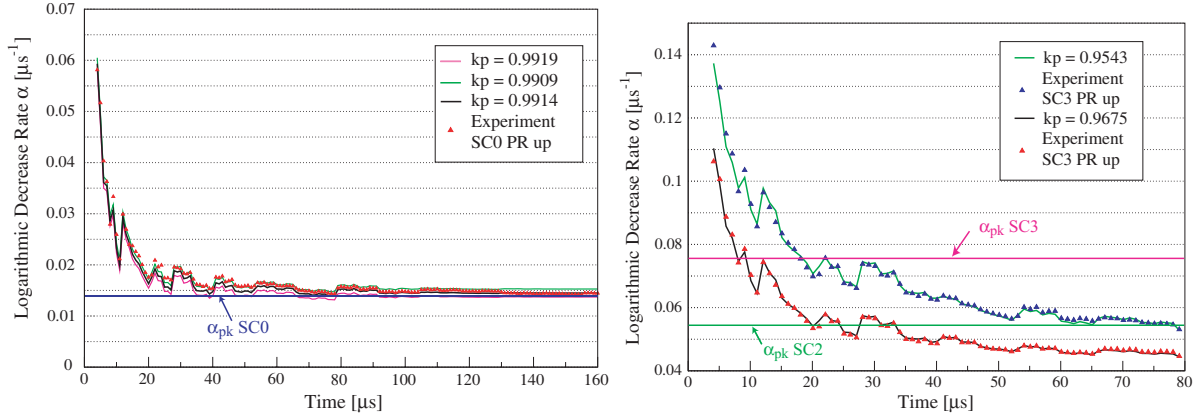 Logarithmic Decrease Rate α [μs⁻¹]
0.07
0.06
0.05
0.04
0.03
0.02
0.01
0
kp = 0.9919
kp = 0.9909
kp = 0.9914
Experiment
SC0 PR up
αpk SC0
0 20 40 60 80 100 120 140 160
Time [μs]
Logarithmic Decrease Rate α [μs⁻¹]
0.14
0.12
0.1
0.08
0.06
0.04
kp = 0.9543
Experiment
SC3 PR up
kp = 0.9675
Experiment
SC3 PR up
αpk SC3
αpk SC2
0 10 20 30 40 50 60 70 80
Time [μs]